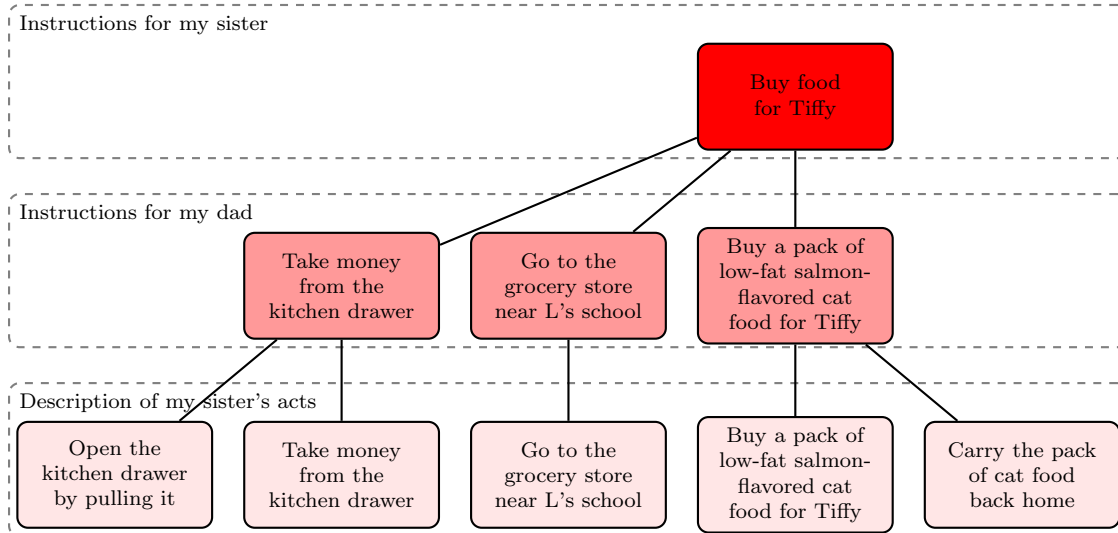 Instructions for my sister
Buy food
for Tiffy
Instructions for my dad
Take money
from the
kitchen drawer
Go to the
grocery store
near L's school
Buy a pack of
low-fat salmon-
flavored cat
food for Tiffy
Description of my sister's acts
Open the
kitchen drawer
by pulling it
Take money
from the
kitchen drawer
Go to the
grocery store
near L's school
Buy a pack of
low-fat salmon-
flavored cat
food for Tiffy
Carry the pack
of cat food
back home